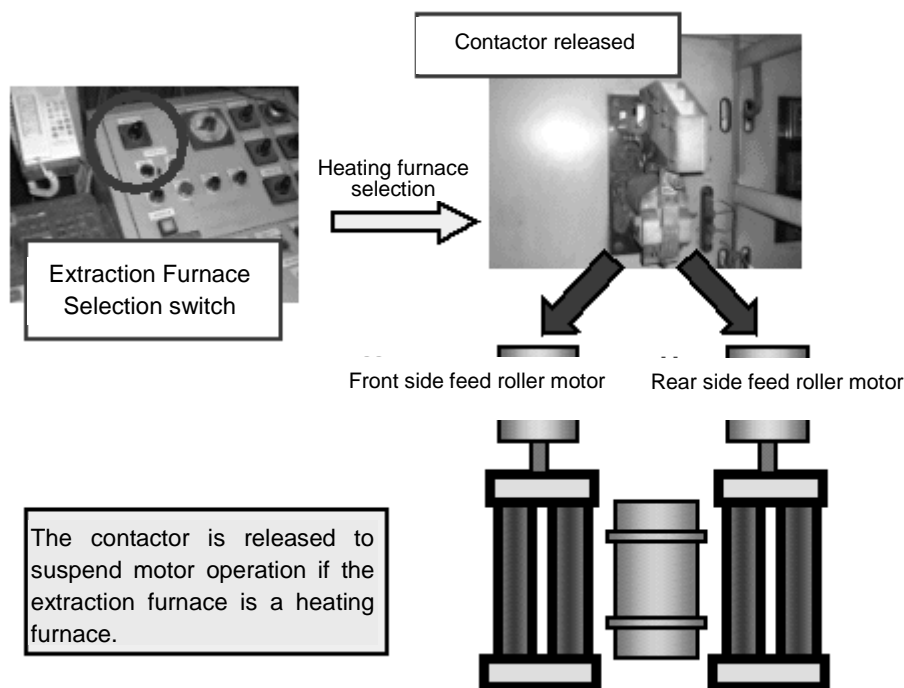 Contactor released
Heating furnace
selection
Extraction Furnace
Selection switch
Front side feed roller motor
Rear side feed roller motor
The contactor is released to
suspend motor operation if the
extraction furnace is a heating
furnace.